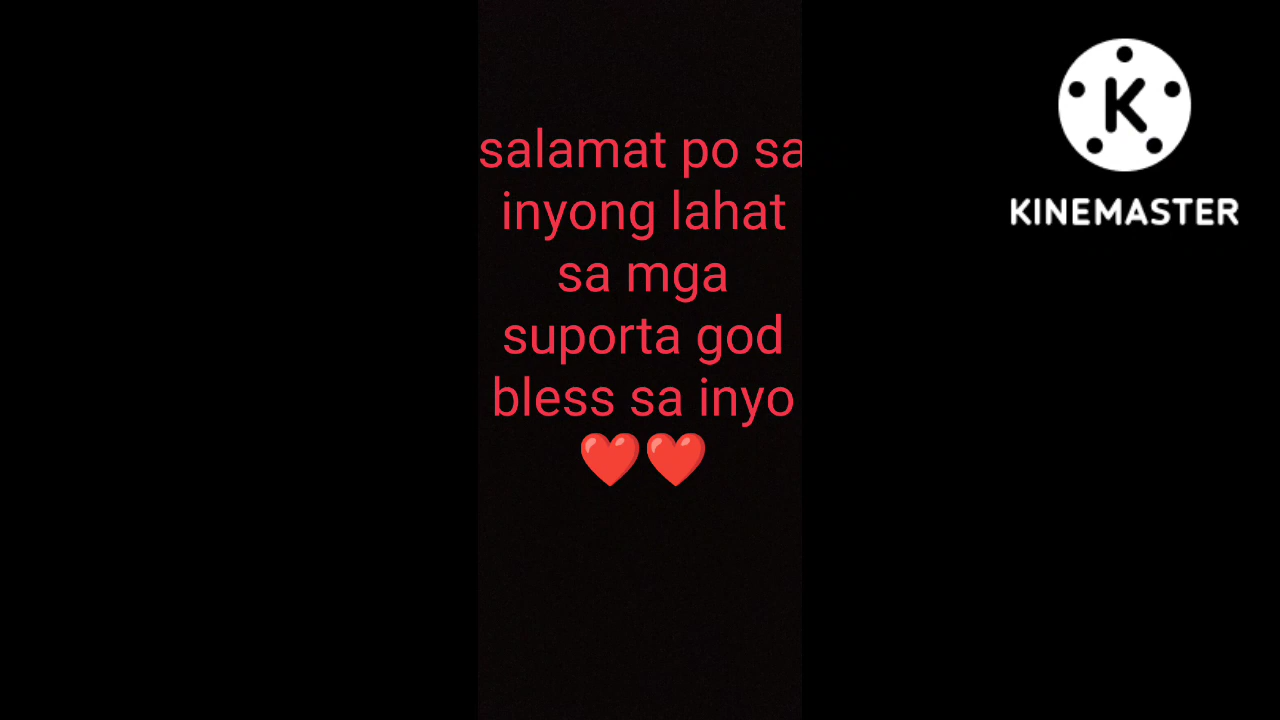 salamat po sa
inyong lahat
sa mga
suporta god
bless sa inyo
❤️❤️
K
KINEMASTER